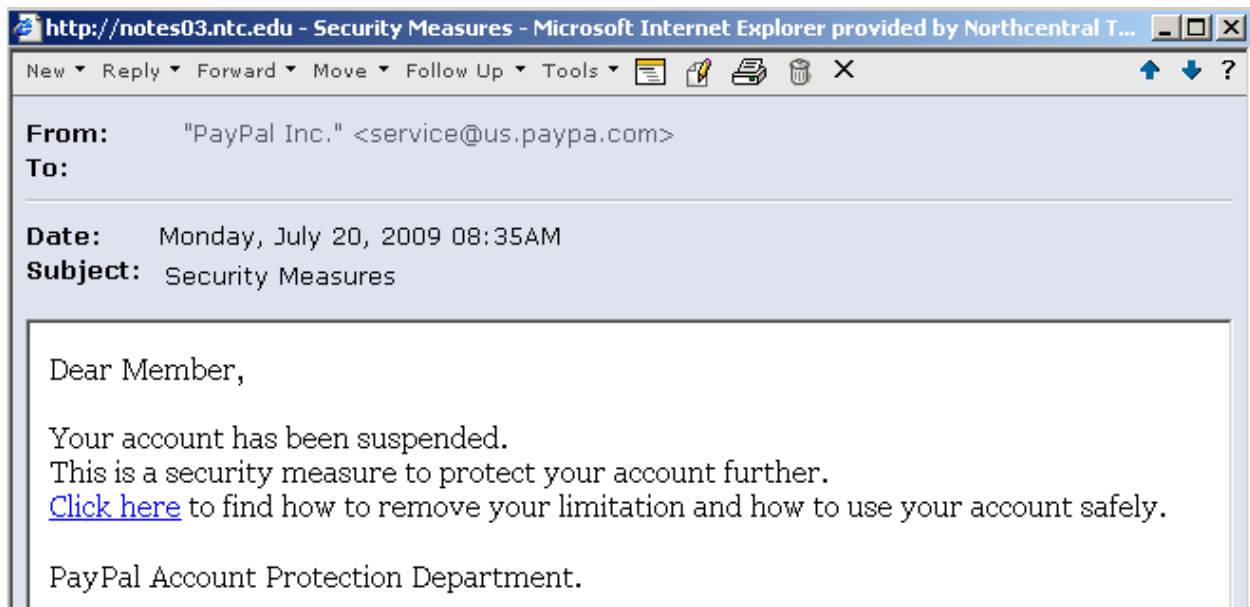 http://notes03.ntc.edu - Security Measures - Microsoft Internet Explorer provided by Northcentral T...
New Reply Forward Move Follow Up Tools ?
From: "PayPal Inc." <service@us.paypa.com>
To:
Date: Monday, July 20, 2009 08:35AM
Subject: Security Measures
Dear Member,
Your account has been suspended.
This is a security measure to protect your account further.
Click here to find how to remove your limitation and how to use your account safely.
PayPal Account Protection Department.